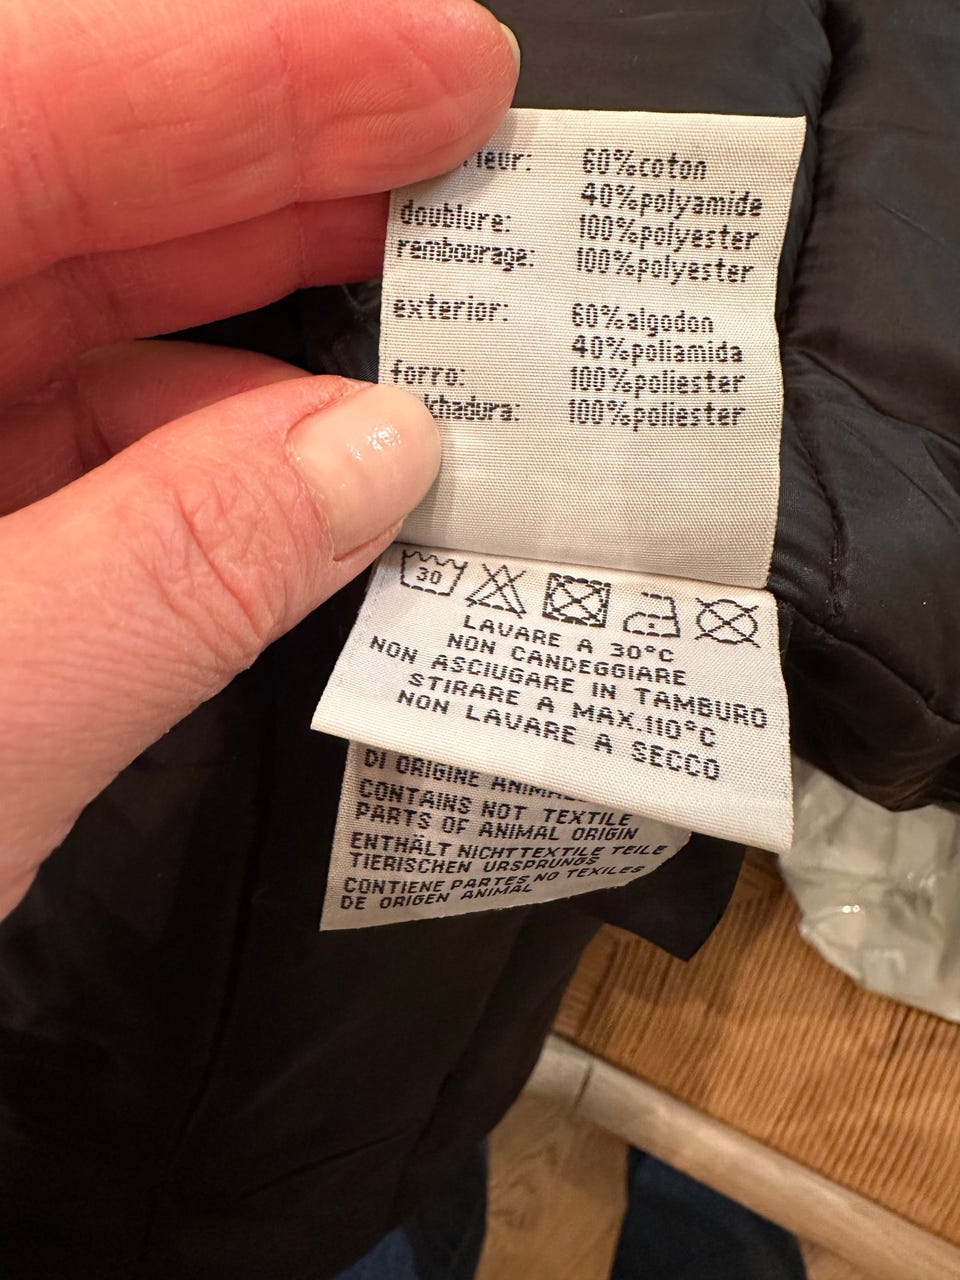 60%coton
40%polyamide
doublure: 100%polyester
rembourage: 100%polyester
exterior: 60%algodon
40%poliamida
forro: 100%poliester
100%poliester
30
LAVARE A 30°C
NON CANDEGGIARE
NON ASCIUGARE IN TAMBURO
STIRARE A MAX.110°C
NON LAVARE A SECCO
DI ORIGINE
CONTAINS NOT TEXTILE
PARTS OF ANIMAL ORIGIN
ENTHÄLT NICHTTEXTILE TEILE
TIERISCHEN URSPRUNGS
CONTIENE PARTES NO TEXILES
DE ORIGEN ANIMAL